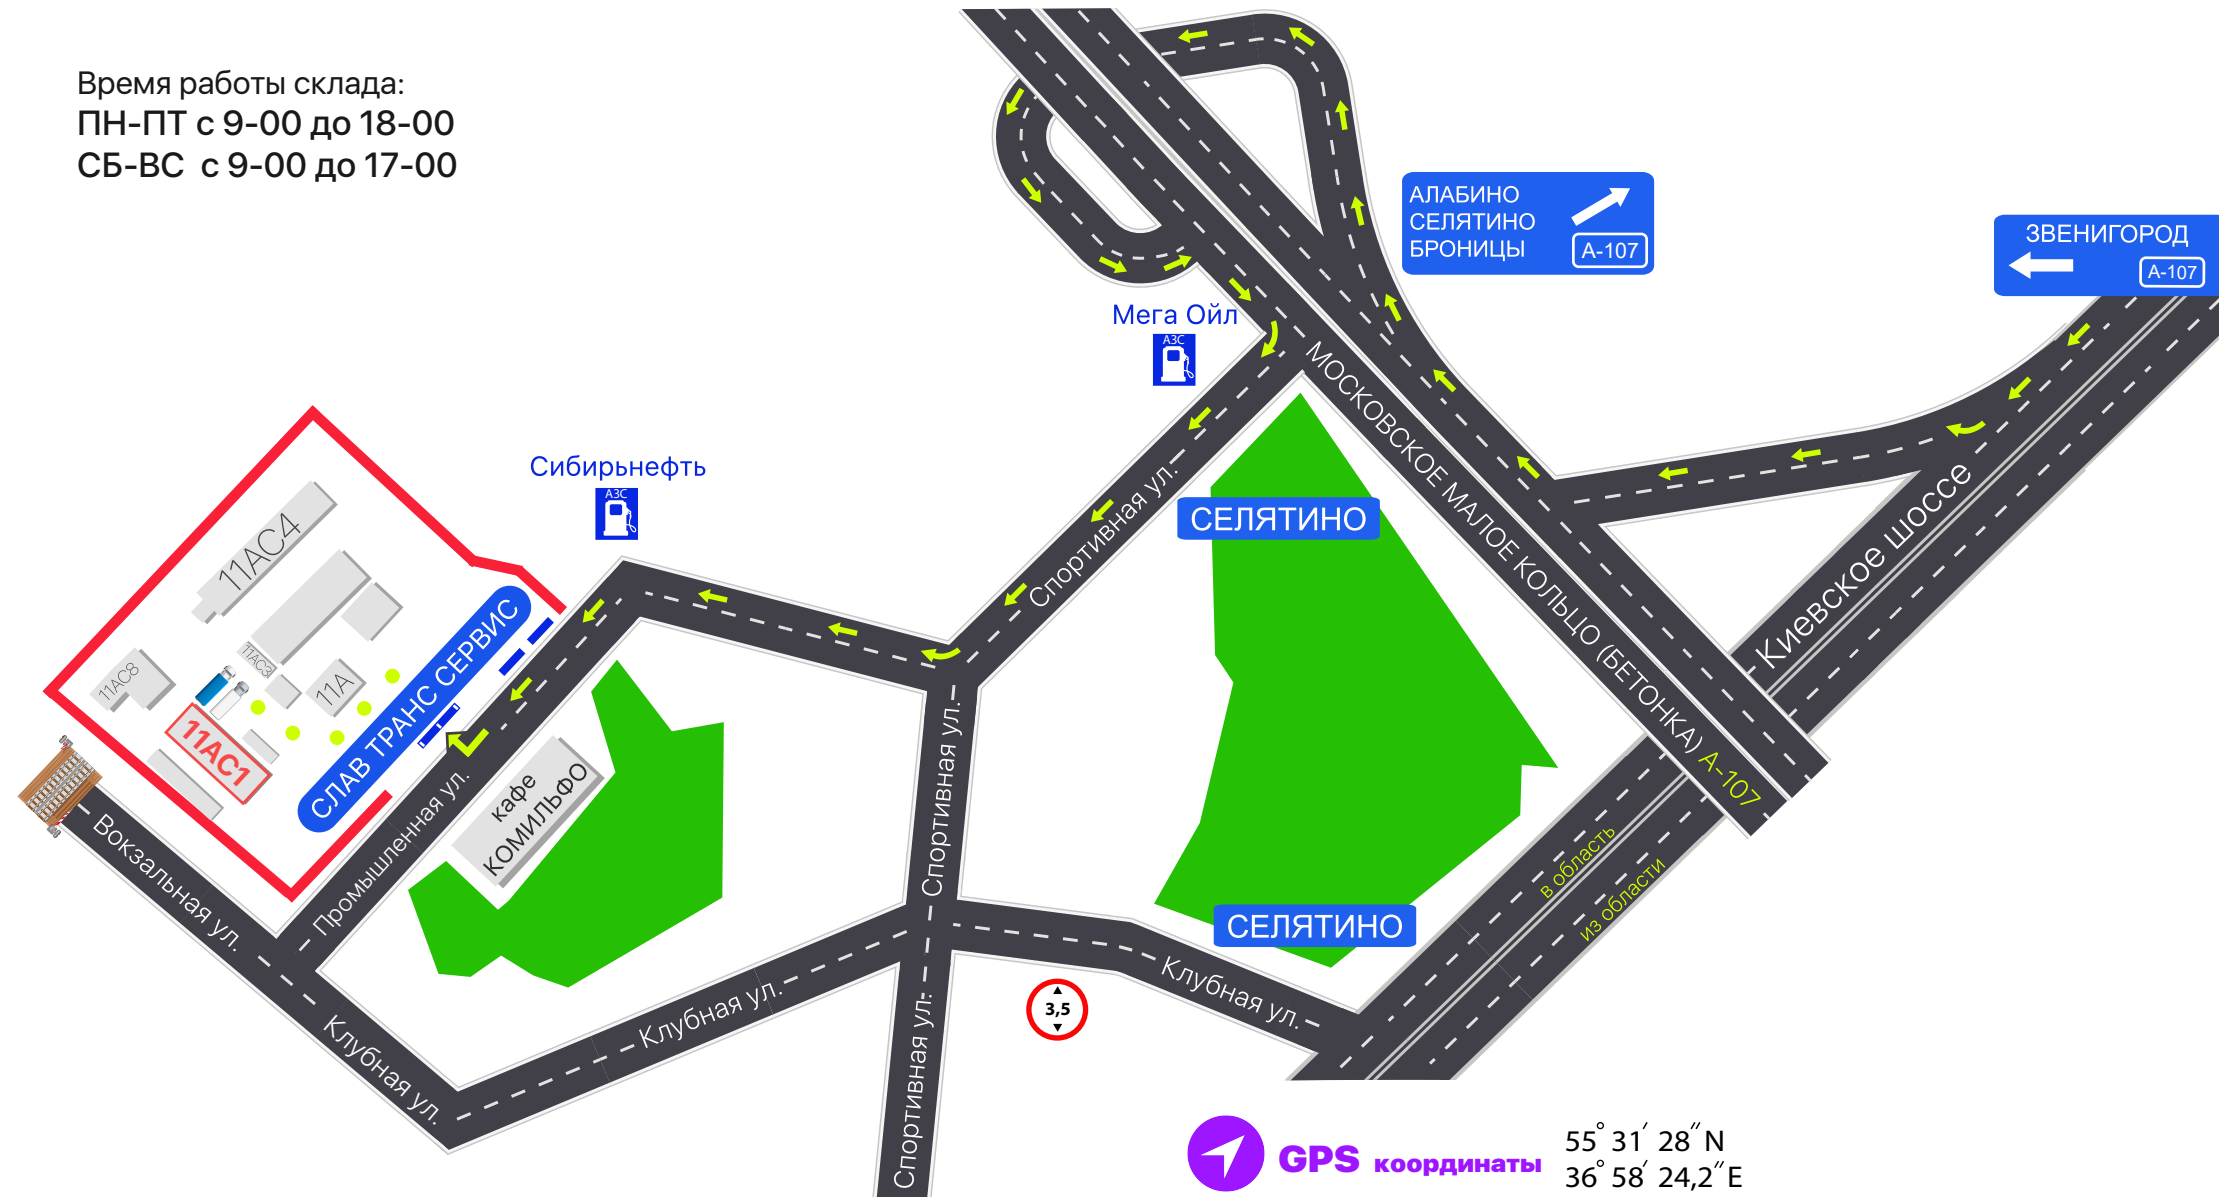 Время работы склада:
ПН-ПТ с 9-00 до 18-00
СБ-ВС с 9-00 до 17-00
АЛАБИНО
СЕЛЯТИНО
БРОНИЦЫ
А-107
ЗВЕНИГОРОД
А-107
Мега Ойл
АЗС
МОСКОВСКОЕ МАЛОЕ КОЛЬЦО (БЕТОНКА) А-107
Киевское шоссе
Сибирьнефть
АЗС
СЕЛЯТИНО
Спортивная ул.
11АС4
11АС3
11АС8
11А
11АС1
СЛАВ ТРАНС СЕРВИС
кафе
КОМИЛЬФО
Промышленная ул.
Вокзальная ул.
Спортивная ул.
в область
из области
СЕЛЯТИНО
Клубная ул.
Клубная ул.
Клубная ул.
Спортивная ул.
3,5
GPS координаты
55° 31′ 28″ N
36° 58′ 24,2″ E